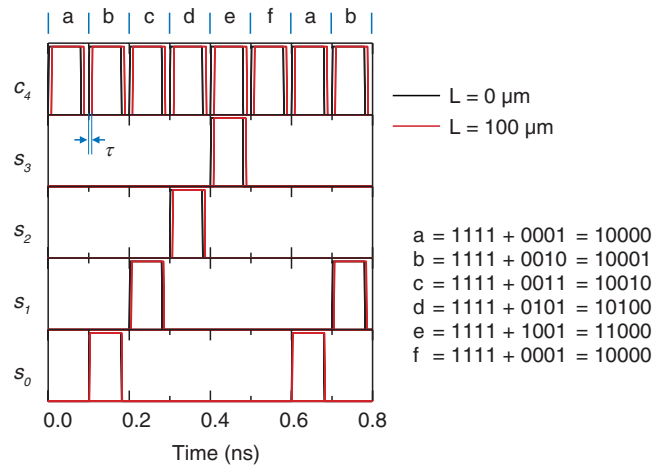 a b c d e f a b
c4
s3
s2
s1
s0
τ
L = 0 μm
L = 100 μm
a = 1111 + 0001 = 10000
b = 1111 + 0010 = 10001
c = 1111 + 0011 = 10010
d = 1111 + 0101 = 10100
e = 1111 + 1001 = 11000
f = 1111 + 0001 = 10000
0.0 0.2 0.4 0.6 0.8
Time (ns)